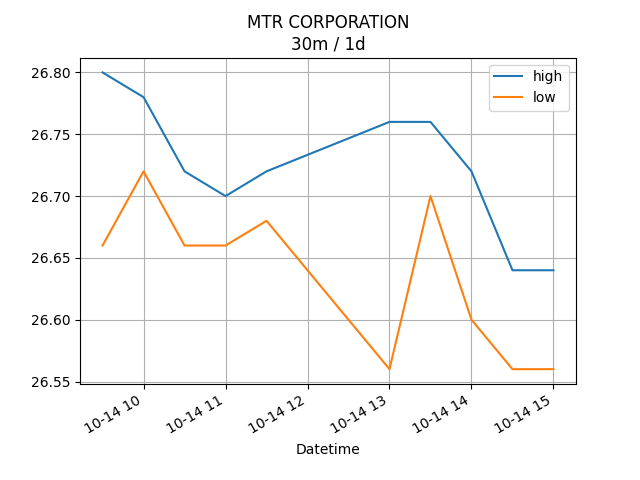 MTR CORPORATION
30m / 1d
high
low
26.80
26.75
26.70
26.65
26.60
26.55
10-14 10
10-14 11
10-14 12
10-14 13
10-14 14
10-14 15
Datetime